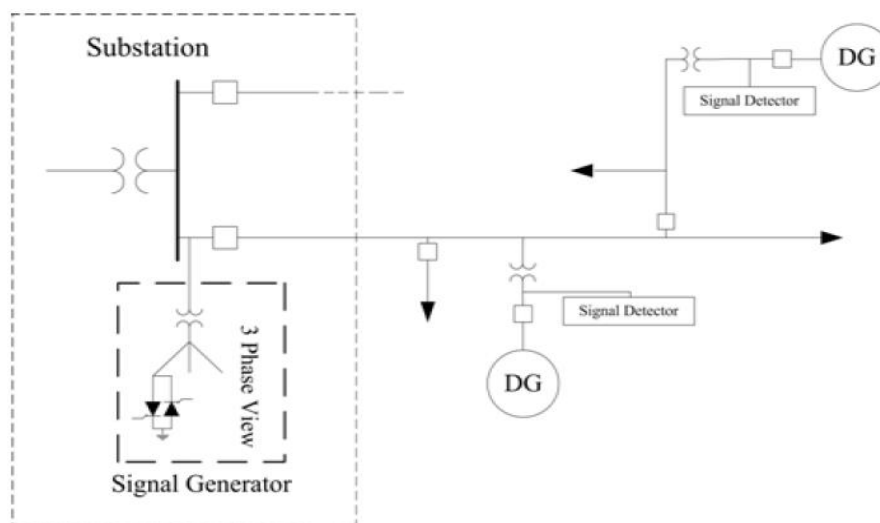 Substation
DG
Signal Detector
3 Phase View
Signal Detector
DG
Signal Generator